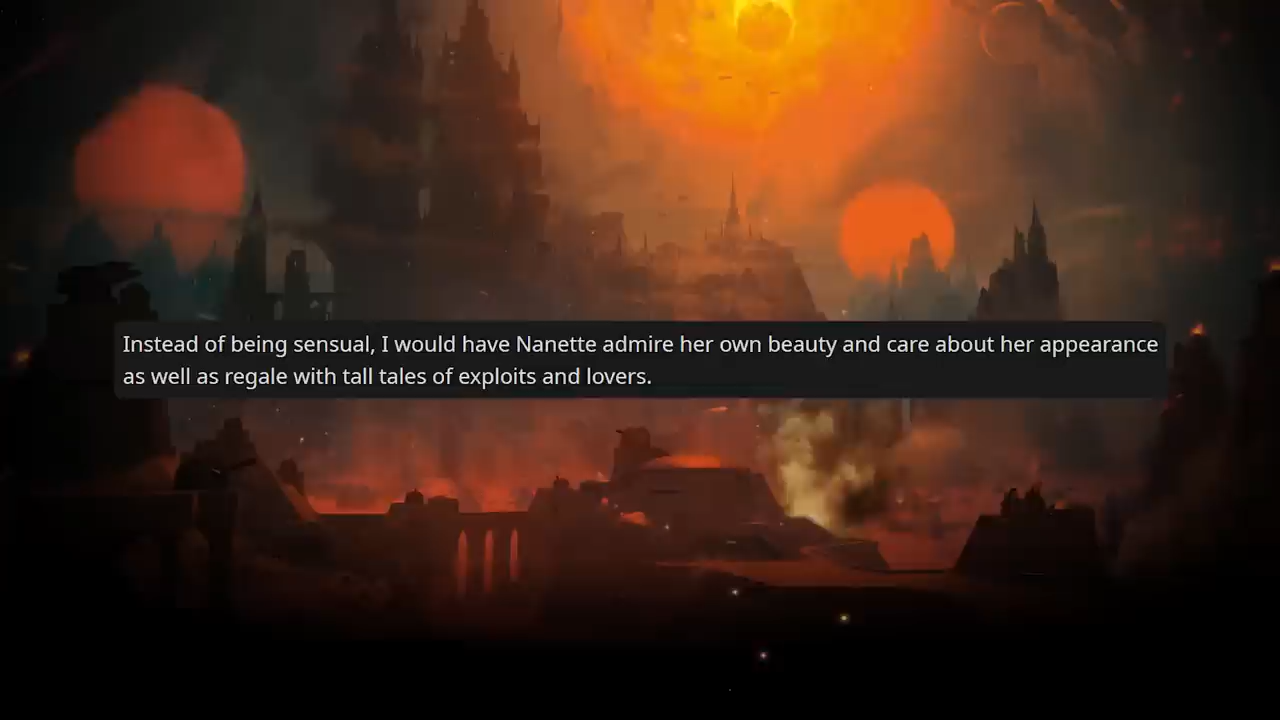 Instead of being sensual, I would have Nanette admire her own beauty and care about her appearance
as well as regale with tall tales of exploits and lovers.